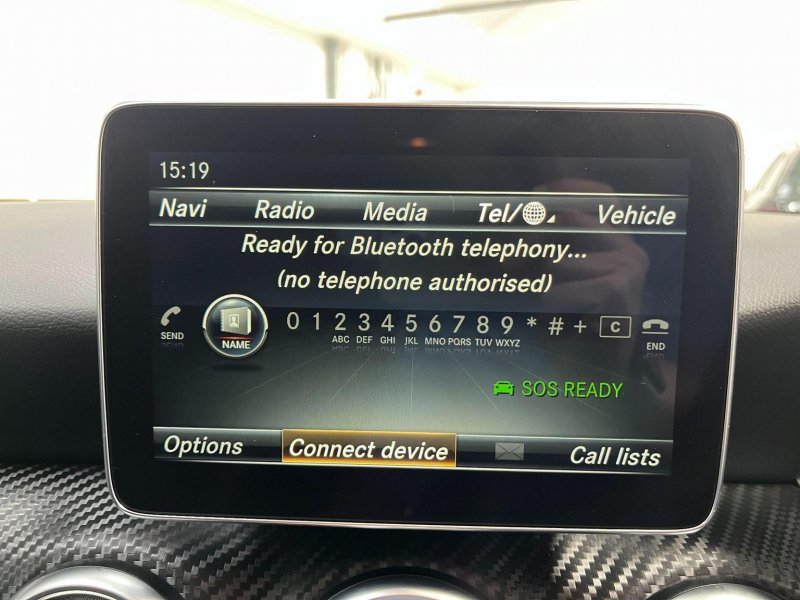 15:19
Navi Radio Media Tel/ Vehicle
Ready for Bluetooth telephony...
(no telephone authorised)
SEND NAME 0 1 2 3 4 5 6 7 8 9 * # + C END
ABC DEF GHI JKL MNO PQRS TUV WXYZ
SOS READY
Options Connect device Call lists